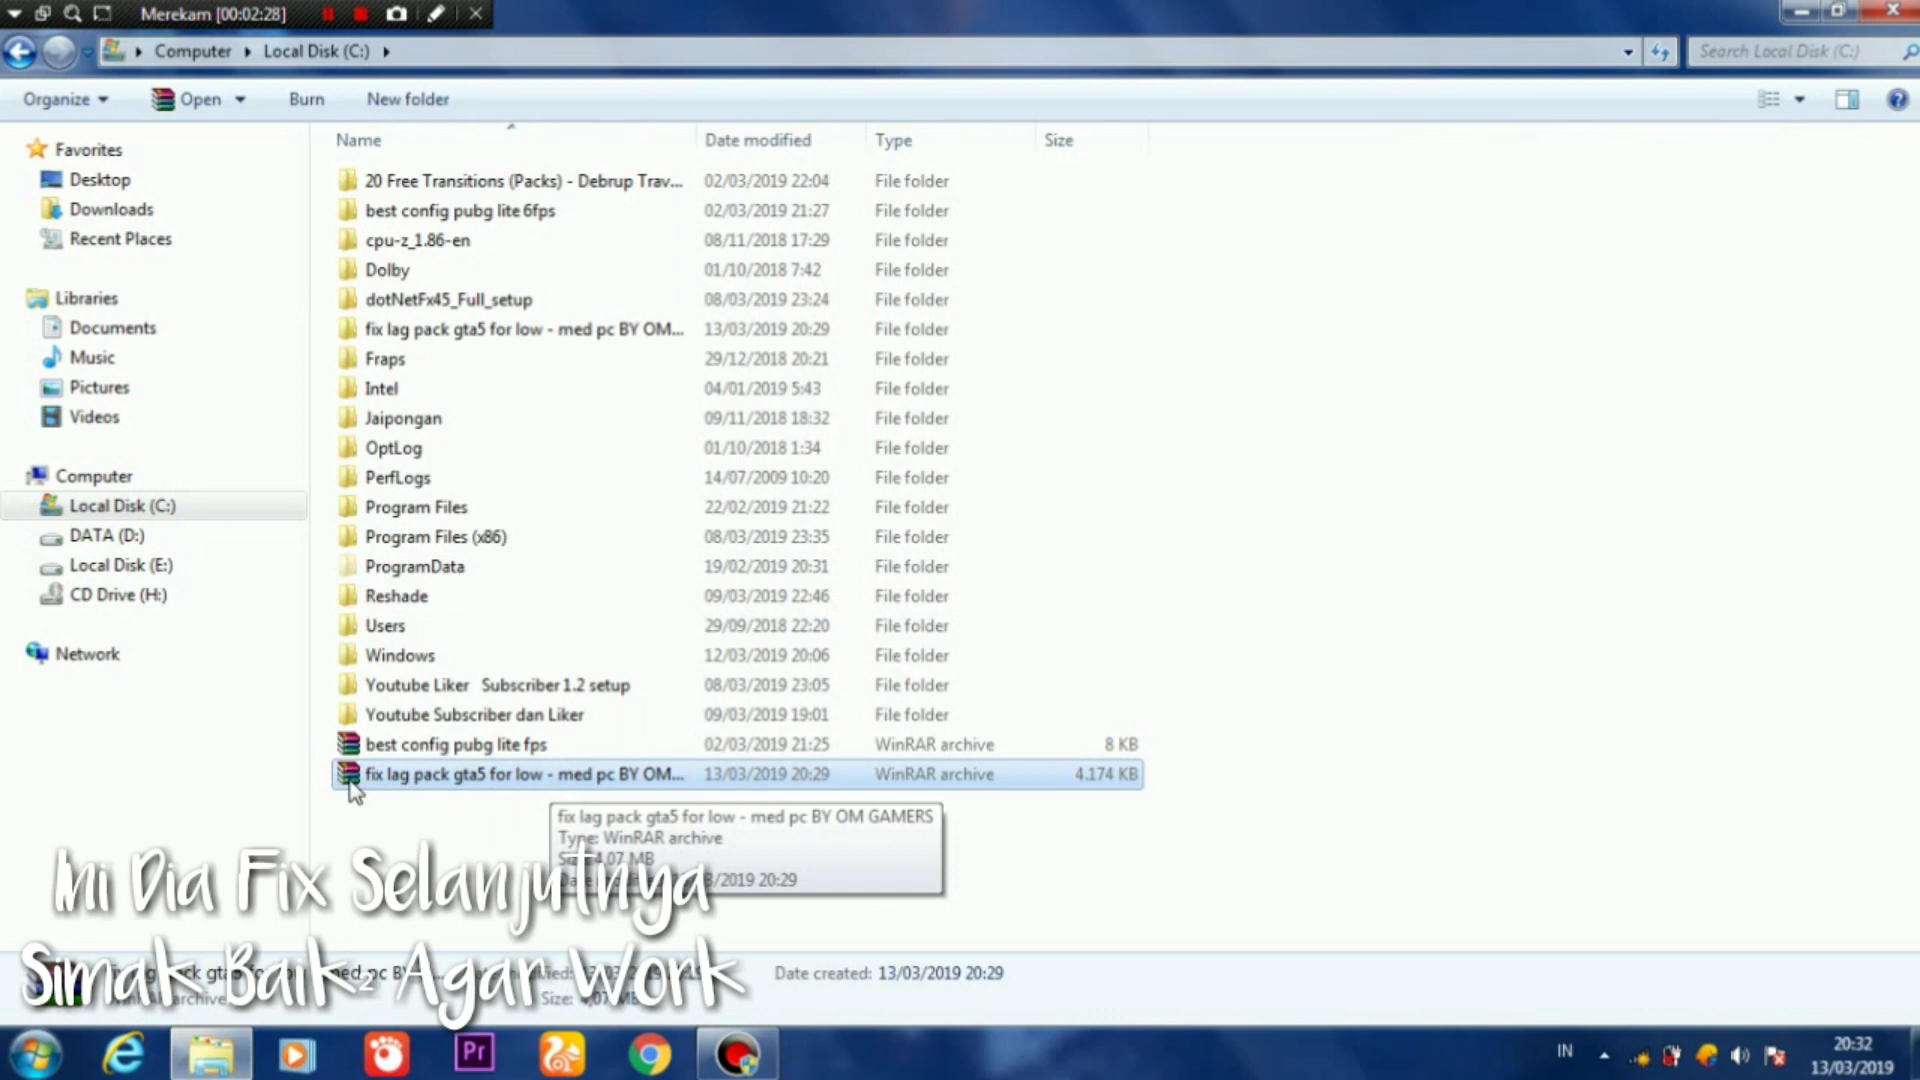 Merekam [00:02:28]
Computer Local Disk (C:)
Search Local Disk (C:)
Organize Open Burn New folder
Name Date modified Type Size
Favorites
Desktop
Downloads
Recent Places
Libraries
Documents
Music
Pictures
Videos
Computer
Local Disk (C:)
DATA (D:)
Local Disk (E:)
CD Drive (H:)
Network
20 Free Transitions (Packs) - Debrup Trav... 02/03/2019 22:04 File folder
best config pubg lite 6fps 02/03/2019 21:27 File folder
cpu-z_1.86-en 08/11/2018 17:29 File folder
Dolby 01/10/2018 7:42 File folder
dotNetFx45_Full_setup 08/03/2019 23:24 File folder
fix lag pack gta5 for low - med pc BY OM... 13/03/2019 20:29 File folder
Fraps 29/12/2018 20:21 File folder
Intel 04/01/2019 5:43 File folder
Jaipongan 09/11/2018 18:32 File folder
OptLog 01/10/2018 1:34 File folder
PerfLogs 14/07/2009 10:20 File folder
Program Files 22/02/2019 21:22 File folder
Program Files (x86) 08/03/2019 23:35 File folder
ProgramData 19/02/2019 20:31 File folder
Reshade 09/03/2019 22:46 File folder
Users 29/09/2018 22:20 File folder
Windows 12/03/2019 20:06 File folder
Youtube Liker Subscriber 1.2 setup 08/03/2019 23:05 File folder
Youtube Subscriber dan Liker 09/03/2019 19:01 File folder
best config pubg lite fps 02/03/2019 21:25 WinRAR archive 8 KB
fix lag pack gta5 for low - med pc BY OM... 13/03/2019 20:29 WinRAR archive 4.174 KB
fix lag pack gta5 for low - med pc BY OM GAMERS
Type: WinRAR archive
Size: 4,07 MB
/2019 20:29
Ini Dia Fix Selanjutnya
Simak Baik2 Agar Work
Date created: 13/03/2019 20:29
Size: 4,07 MB
Pr
IN
20:32
13/03/2019